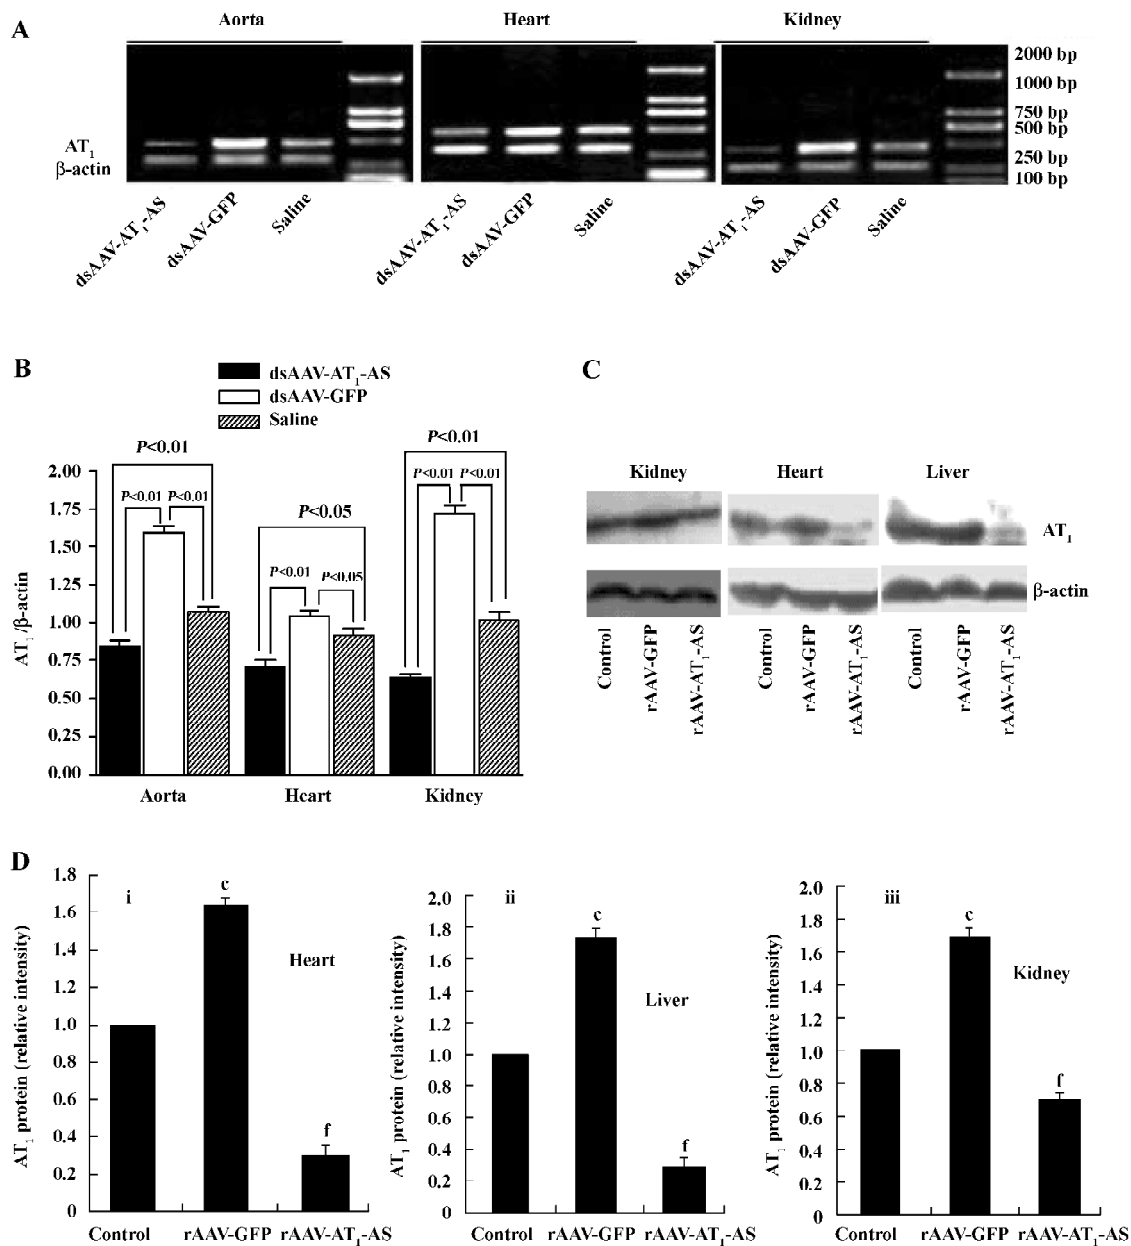 A
Aorta Heart Kidney
2000 bp
1000 bp
750 bp
500 bp
250 bp
100 bp
AT1
β-actin
dsAAV-AT1-AS dsAAV-GFP Saline dsAAV-AT1-AS dsAAV-GFP Saline dsAAV-AT1-AS dsAAV-GFP Saline
B
dsAAV-AT1-AS
dsAAV-GFP
Saline
P<0.01 P<0.01
P<0.01 P<0.01 P<0.01 P<0.01
P<0.05
P<0.01 P<0.05
AT1/β-actin
2.00
1.75
1.50
1.25
1.00
0.75
0.50
0.25
0.00
Aorta Heart Kidney
C
Kidney Heart Liver
AT1
β-actin
Control rAAV-GFP rAAV-AT1-AS Control rAAV-GFP rAAV-AT1-AS Control rAAV-GFP rAAV-AT1-AS
D
i
Heart
AT1 protein (relative intensity)
1.8
1.6
1.4
1.2
1.0
0.8
0.6
0.4
0.2
0
c
f
Control rAAV-GFP rAAV-AT1-AS
ii
Liver
AT1 protein (relative intensity)
2.0
1.8
1.6
1.4
1.2
1.0
0.8
0.6
0.4
0.2
0
c
f
Control rAAV-GFP rAAV-AT1-AS
iii
Kidney
AT1 protein (relative intensity)
2.0
1.8
1.6
1.4
1.2
1.0
0.8
0.6
0.4
0.2
0
c
f
Control rAAV-GFP rAAV-AT1-AS